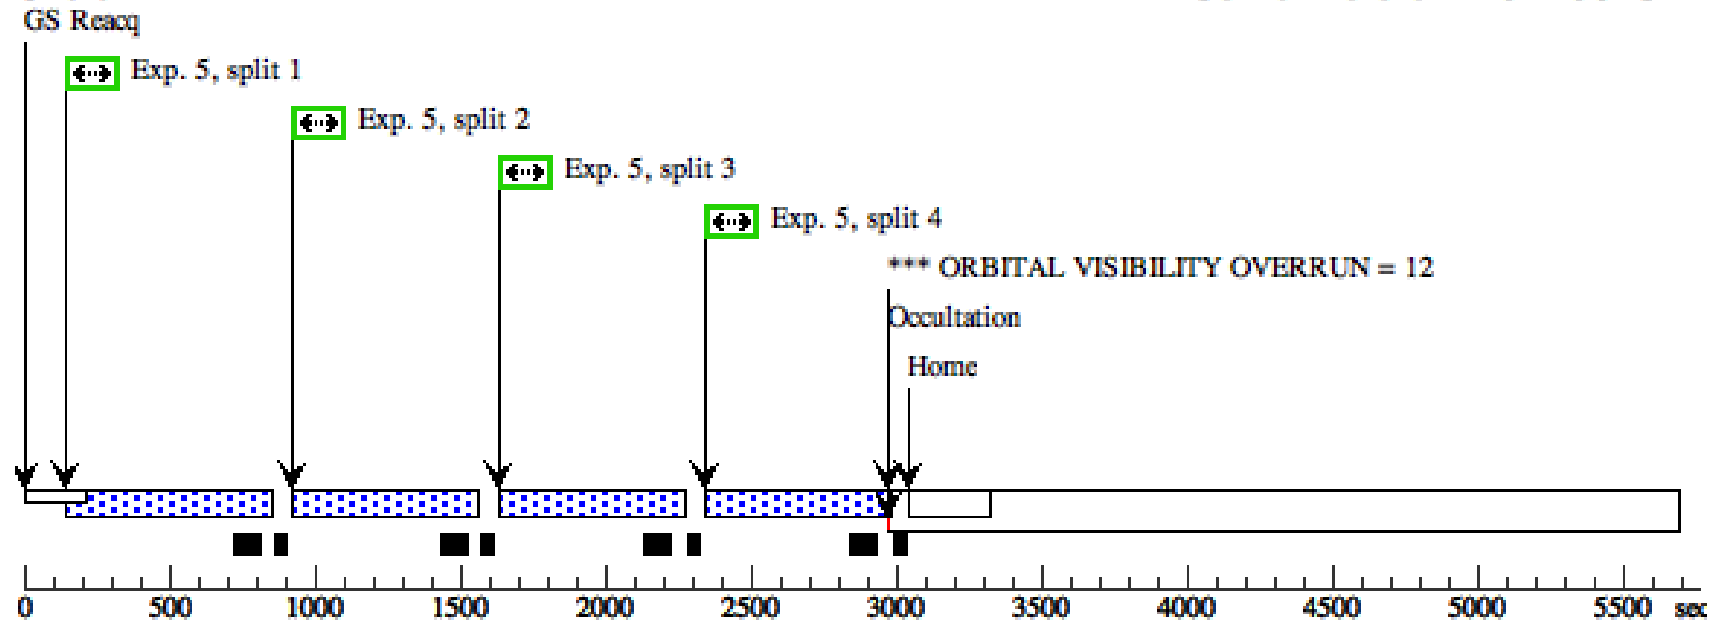 GS Reacq
Exp. 5, split 1
Exp. 5, split 2
Exp. 5, split 3
Exp. 5, split 4
*** ORBITAL VISIBILITY OVERRUN = 12
Occultation
Home
0 500 1000 1500 2000 2500 3000 3500 4000 4500 5000 5500 sec